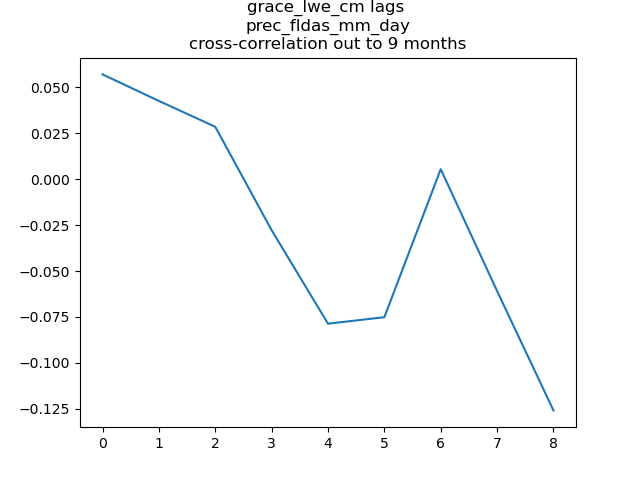 grace_lwe_cm lags
prec_fldas_mm_day
cross-correlation out to 9 months
0.050
0.025
0.000
−0.025
−0.050
−0.075
−0.100
−0.125
0 1 2 3 4 5 6 7 8